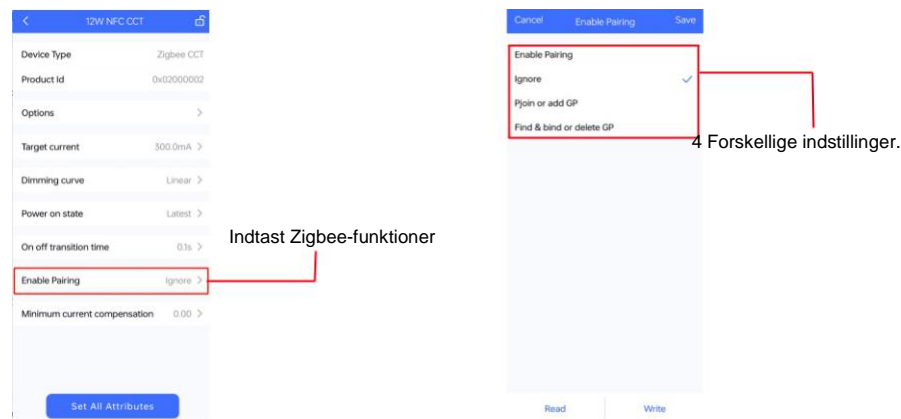 12W NFC CCT
Device Type Zigbee CCT
Product Id 0x02000002
Options
Target current 300.0mA
Dimming curve Linear
Power on state Latest
On off transition time 0.1s
Enable Pairing Ignore
Minimum current compensation 0.00
Set All Attributes
Indtast Zigbee-funktioner
Cancel Enable Pairing Save
Enable Pairing
Ignore
Pjoin or add GP
Find & bind or delete GP
Read Write
4 Forskellige indstillinger.